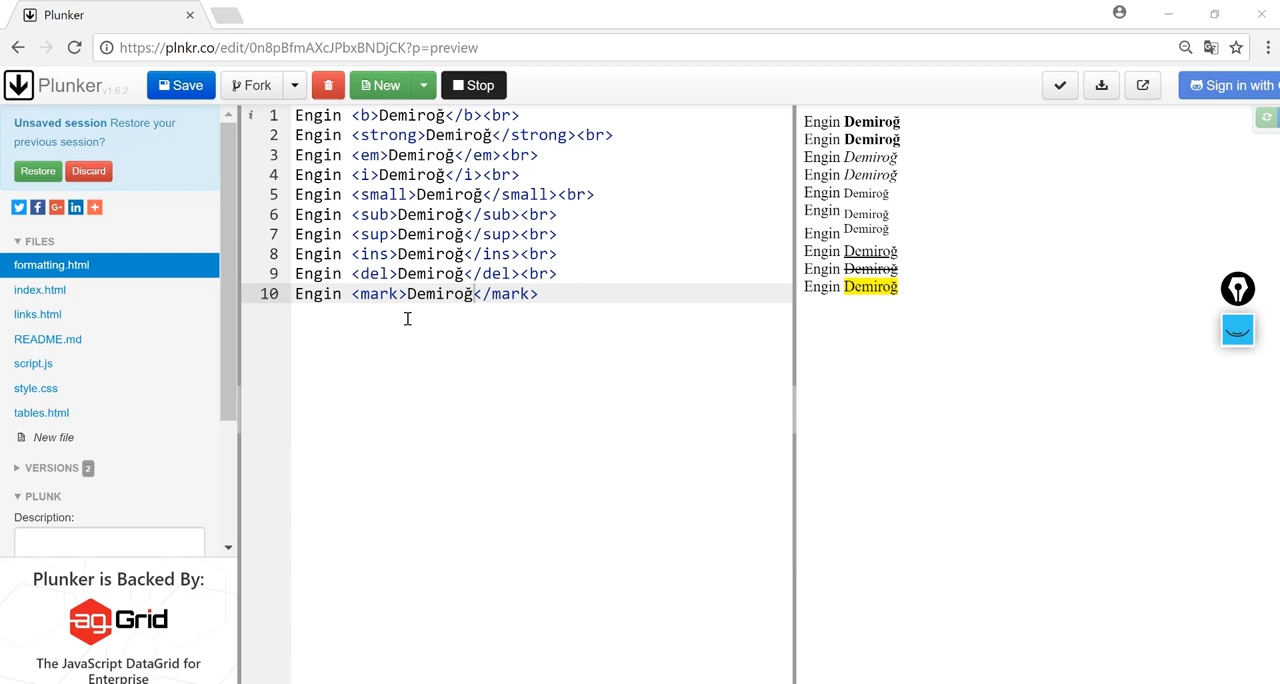 Plunker
https://plnkr.co/edit/0n8pBfmAXcJPbxBNDjCK?p=preview
Plunker v1.6.2 Save Fork New Stop Sign in with
Unsaved session Restore your
previous session?
Restore Discard
FILES
formatting.html
index.html
links.html
README.md
script.js
style.css
tables.html
New file
VERSIONS 2
PLUNK
Description:
Plunker is Backed By:
ag Grid
The JavaScript DataGrid for
Enterprise
1 Engin <b>Demiroğ</b><br>
2 Engin <strong>Demiroğ</strong><br>
3 Engin <em>Demiroğ</em><br>
4 Engin <i>Demiroğ</i><br>
5 Engin <small>Demiroğ</small><br>
6 Engin <sub>Demiroğ</sub><br>
7 Engin <sup>Demiroğ</sup><br>
8 Engin <ins>Demiroğ</ins><br>
9 Engin <del>Demiroğ</del><br>
10 Engin <mark>Demiroğ</mark>
Engin Demiroğ
Engin Demiroğ
Engin Demiroğ
Engin Demiroğ
Engin Demiroğ
Engin Demiroğ
Engin Demiroğ
Engin Demiroğ
Engin Demiroğ
Engin Demiroğ